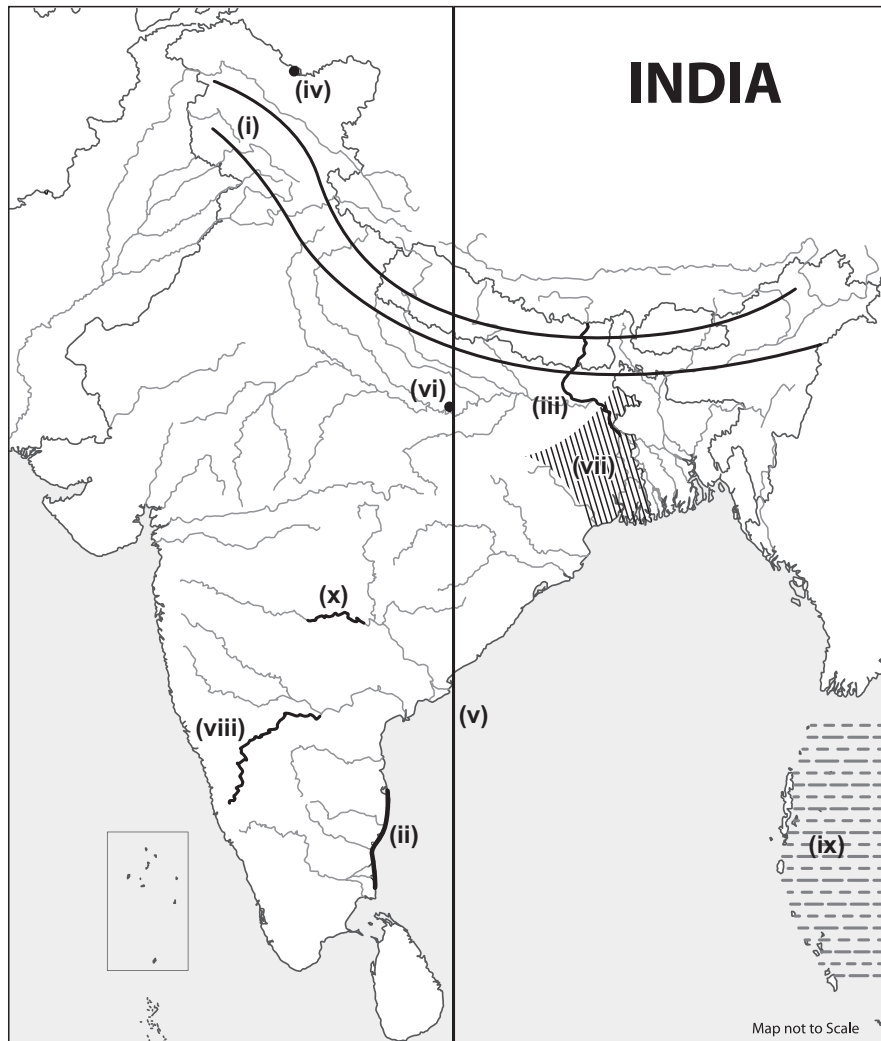 INDIA
(iv)
(i)
(vi)
(iii)
(vii)
(x)
(viii)
(v)
(ii)
(ix)
Map not to Scale